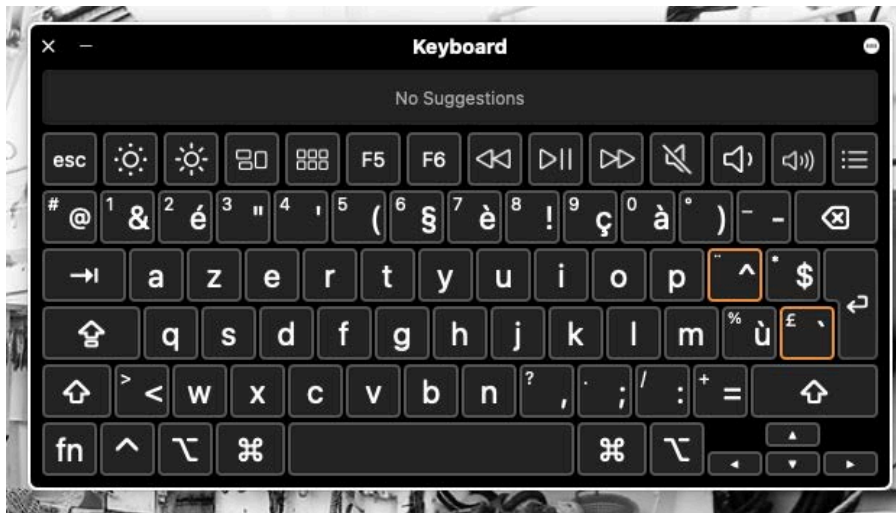 Keyboard
No Suggestions
esc F5 F6
# @ 1 & 2 é 3 " 4 ' 5 ( 6 § 7 è 8 ! 9 ç 0 à ° ) _ -
a z e r t y u i o p ¨ ^ * $
q s d f g h j k l m % ù £ `
> < w x c v b n ? , . ; / : + =
fn ^ ⌥ ⌘ ⌘ ⌥